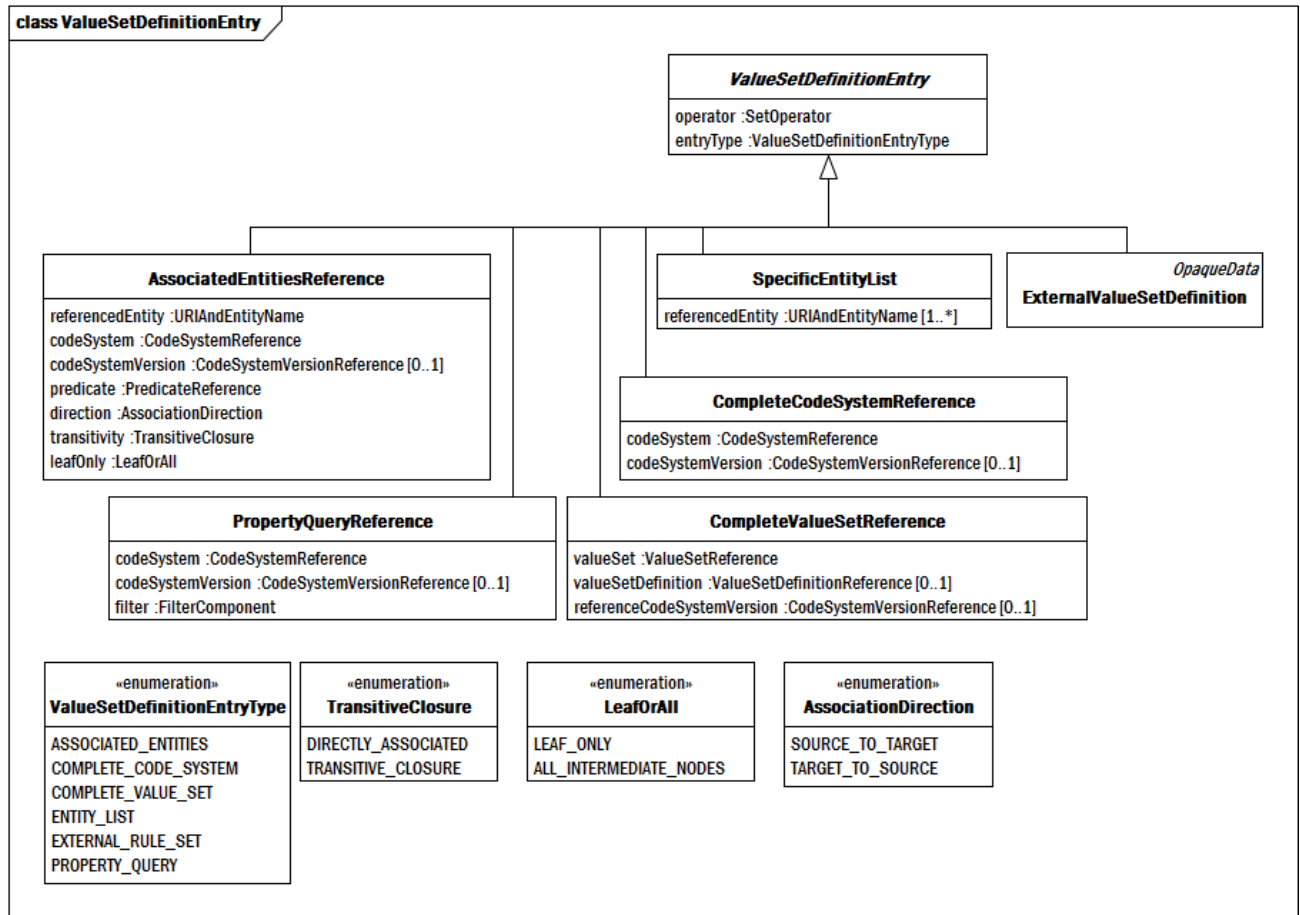 class ValueSetDefinitionEntry
ValueSetDefinitionEntry
operator :SetOperator
entryType :ValueSetDefinitionEntryType
AssociatedEntitiesReference
referencedEntity :URIAndEntityName
codeSystem :CodeSystemReference
codeSystemVersion :CodeSystemVersionReference [0..1]
predicate :PredicateReference
direction :AssociationDirection
transitivity :TransitiveClosure
leafOnly :LeafOrAll
SpecificEntityList
referencedEntity :URIAndEntityName [1..*]
OpaqueData
ExternalValueSetDefinition
CompleteCodeSystemReference
codeSystem :CodeSystemReference
codeSystemVersion :CodeSystemVersionReference [0..1]
PropertyQueryReference
codeSystem :CodeSystemReference
codeSystemVersion :CodeSystemVersionReference [0..1]
filter :FilterComponent
CompleteValueSetReference
valueSet :ValueSetReference
valueSetDefinition :ValueSetDefinitionReference [0..1]
referenceCodeSystemVersion :CodeSystemVersionReference [0..1]
«enumeration»
ValueSetDefinitionEntryType
ASSOCIATED_ENTITIES
COMPLETE_CODE_SYSTEM
COMPLETE_VALUE_SET
ENTITY_LIST
EXTERNAL_RULE_SET
PROPERTY_QUERY
«enumeration»
TransitiveClosure
DIRECTLY_ASSOCIATED
TRANSITIVE_CLOSURE
«enumeration»
LeafOrAll
LEAF_ONLY
ALL_INTERMEDIATE_NODES
«enumeration»
AssociationDirection
SOURCE_TO_TARGET
TARGET_TO_SOURCE